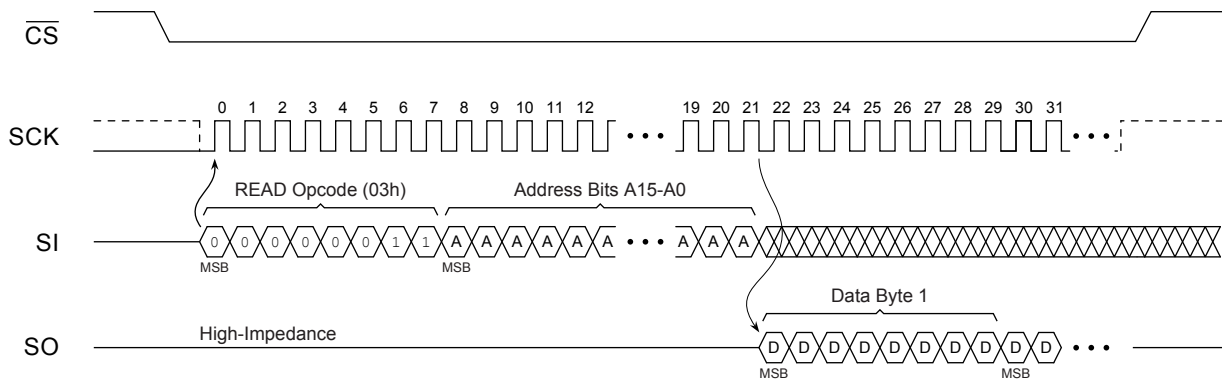 CS
0 1 2 3 4 5 6 7 8 9 10 11 12 19 20 21 22 23 24 25 26 27 28 29 30 31
SCK
READ Opcode (03h) Address Bits A15-A0
SI 0 0 0 0 0 0 1 1 A A A A A A A A A
MSB MSB
Data Byte 1
High-Impedance
SO D D D D D D D D D D
MSB MSB